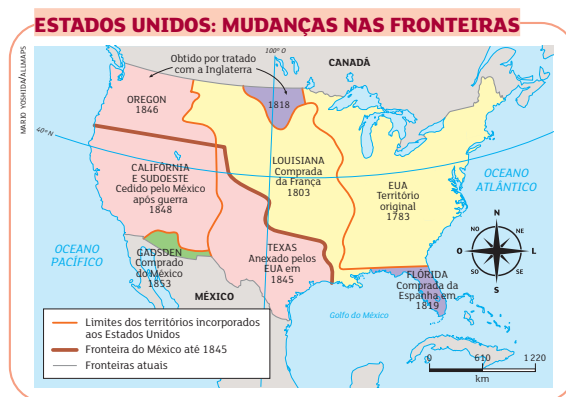 ESTADOS UNIDOS: MUDANÇAS NAS FRONTEIRAS
MARIO YOSHIDA/ALLMAPS
Obtido por tratado
com a Inglaterra
100° O
CANADÁ
OREGON
1846
1818
40° N
CALIFÓRNIA
E SUDOESTE
Cedido pelo México
após guerra
1848
LOUISIANA
Comprada
da França
1803
EUA
Território
original
1783
OCEANO
ATLÂNTICO
N
NO
NE
O
L
SO
SE
S
OCEANO
PACÍFICO
GADSDEN
Comprado
do México
1853
TEXAS
Anexado pelos
EUA em
1845
FLÓRIDA
Comprada da
Espanha em
1819
MÉXICO
Golfo do México
Limites dos territórios incorporados
aos Estados Unidos
Fronteira do México até 1845
Fronteiras atuais
0 610 1 220
km